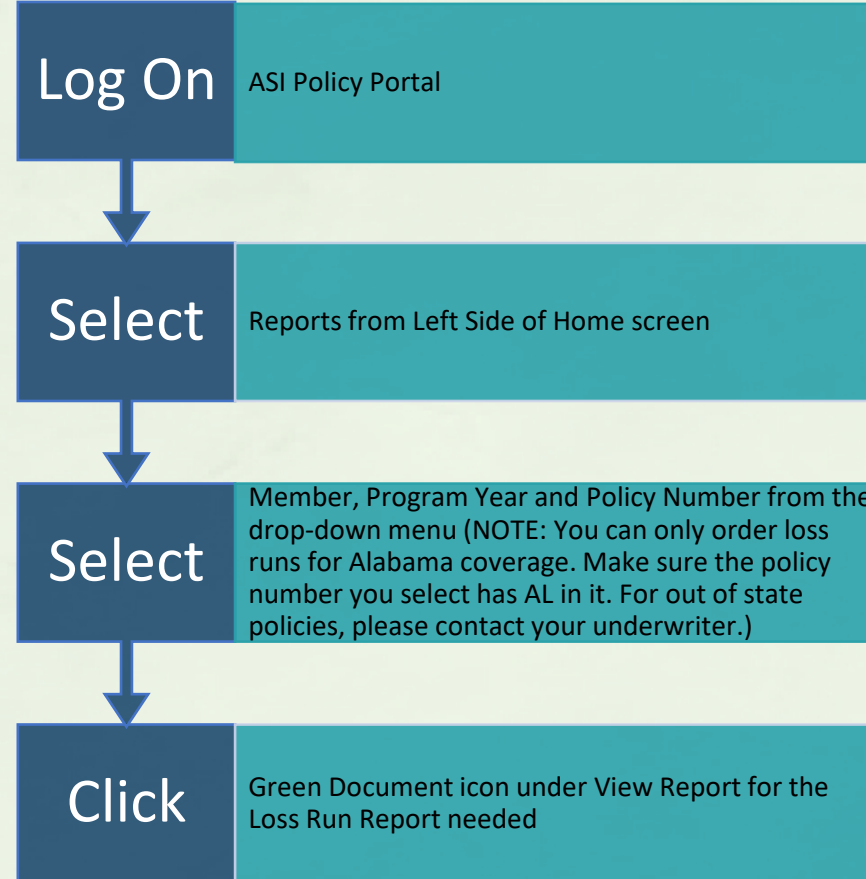 Log On
ASI Policy Portal
Select
Reports from Left Side of Home screen
Select
Member, Program Year and Policy Number from the
drop-down menu (NOTE: You can only order loss
runs for Alabama coverage. Make sure the policy
number you select has AL in it. For out of state
policies, please contact your underwriter.)
Click
Green Document icon under View Report for the
Loss Run Report needed